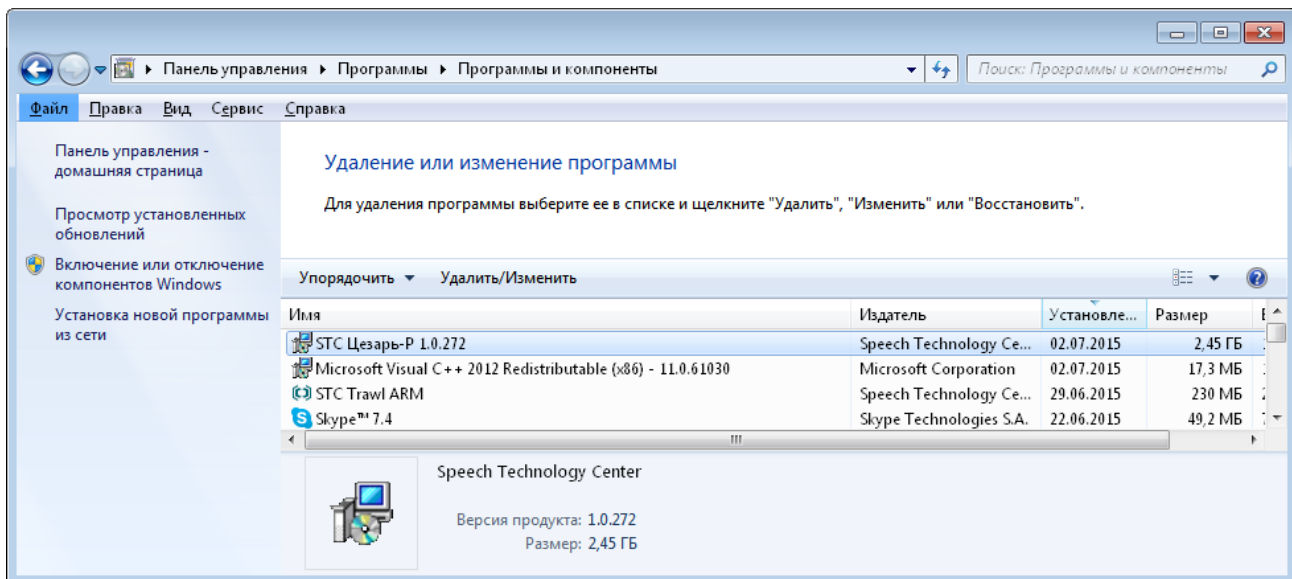 Панель управления Программы Программы и компоненты Поиск: Программы и компоненты
Файл Правка Вид Сервис Справка
Панель управления -
домашняя страница
Просмотр установленных
обновлений
Включение или отключение
компонентов Windows
Установка новой программы
из сети
Удаление или изменение программы
Для удаления программы выберите ее в списке и щелкните "Удалить", "Изменить" или "Восстановить".
Упорядочить Удалить/Изменить
Имя Издатель Установле... Размер
STC Цезарь-Р 1.0.272 Speech Technology Ce... 02.07.2015 2,45 ГБ
Microsoft Visual C++ 2012 Redistributable (x86) - 11.0.61030 Microsoft Corporation 02.07.2015 17,3 МБ
STC Trawl ARM Speech Technology Ce... 29.06.2015 230 МБ
Skype™ 7.4 Skype Technologies S.A. 22.06.2015 49,2 МБ
Speech Technology Center
Версия продукта: 1.0.272
Размер: 2,45 ГБ